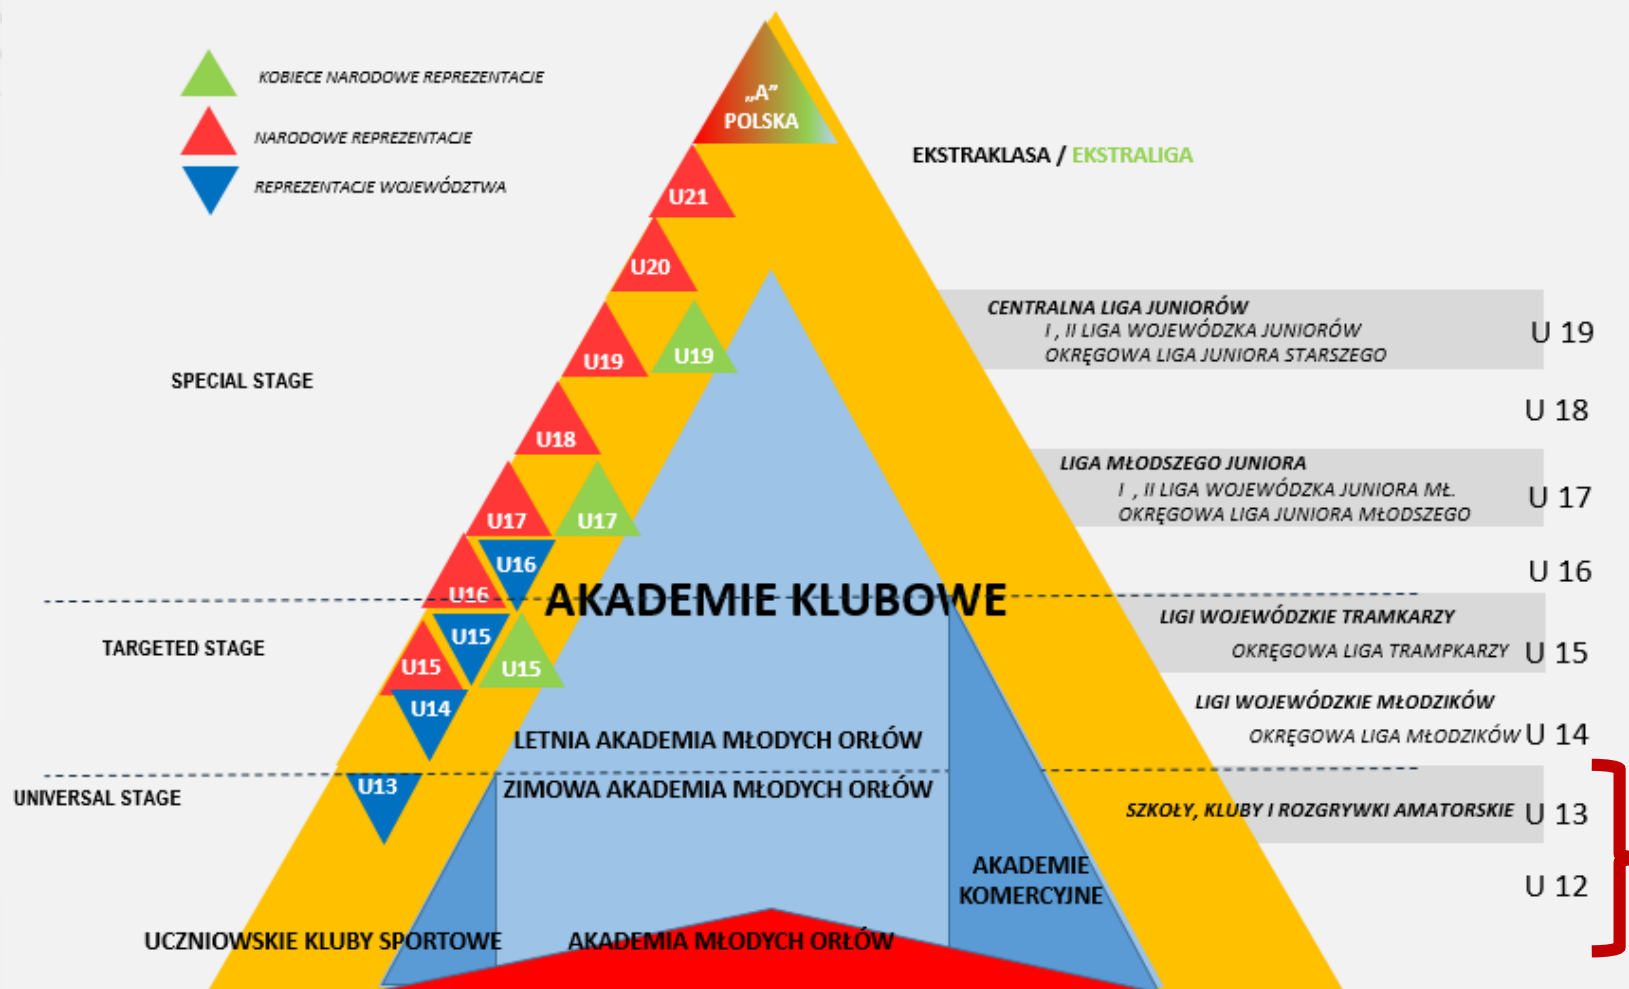 KOBIECE NARODOWE REPREZENTACJE
NARODOWE REPREZENTACJE
REPREZENTACJE WOJEWÓDZTWA
„A”
POLSKA
EKSTRAKLASA / EKSTRALIGA
U21
U20
U19
U19
U18
U17
U17
U16
U16
U15
U15
U15
U14
U13
SPECIAL STAGE
TARGETED STAGE
UNIVERSAL STAGE
AKADEMIE KLUBOWE
LETNIA AKADEMIA MŁODYCH ORŁÓW
ZIMOWA AKADEMIA MŁODYCH ORŁÓW
AKADEMIE
KOMERCYJNE
UCZNIOWSKIE KLUBY SPORTOWE
AKADEMIA MŁODYCH ORŁÓW
CENTRALNA LIGA JUNIORÓW
I , II LIGA WOJEWÓDZKA JUNIORÓW
OKRĘGOWA LIGA JUNIORA STARSZEGO
U 19
U 18
LIGA MŁODSZEGO JUNIORA
I , II LIGA WOJEWÓDZKA JUNIORA MŁ.
OKRĘGOWA LIGA JUNIORA MŁODSZEGO
U 17
U 16
LIGI WOJEWÓDZKIE TRAMKARZY
OKRĘGOWA LIGA TRAMPKARZY
U 15
LIGI WOJEWÓDZKIE MŁODZIKÓW
OKRĘGOWA LIGA MŁODZIKÓW
U 14
SZKOŁY, KLUBY I ROZGRYWKI AMATORSKIE
U 13
U 12